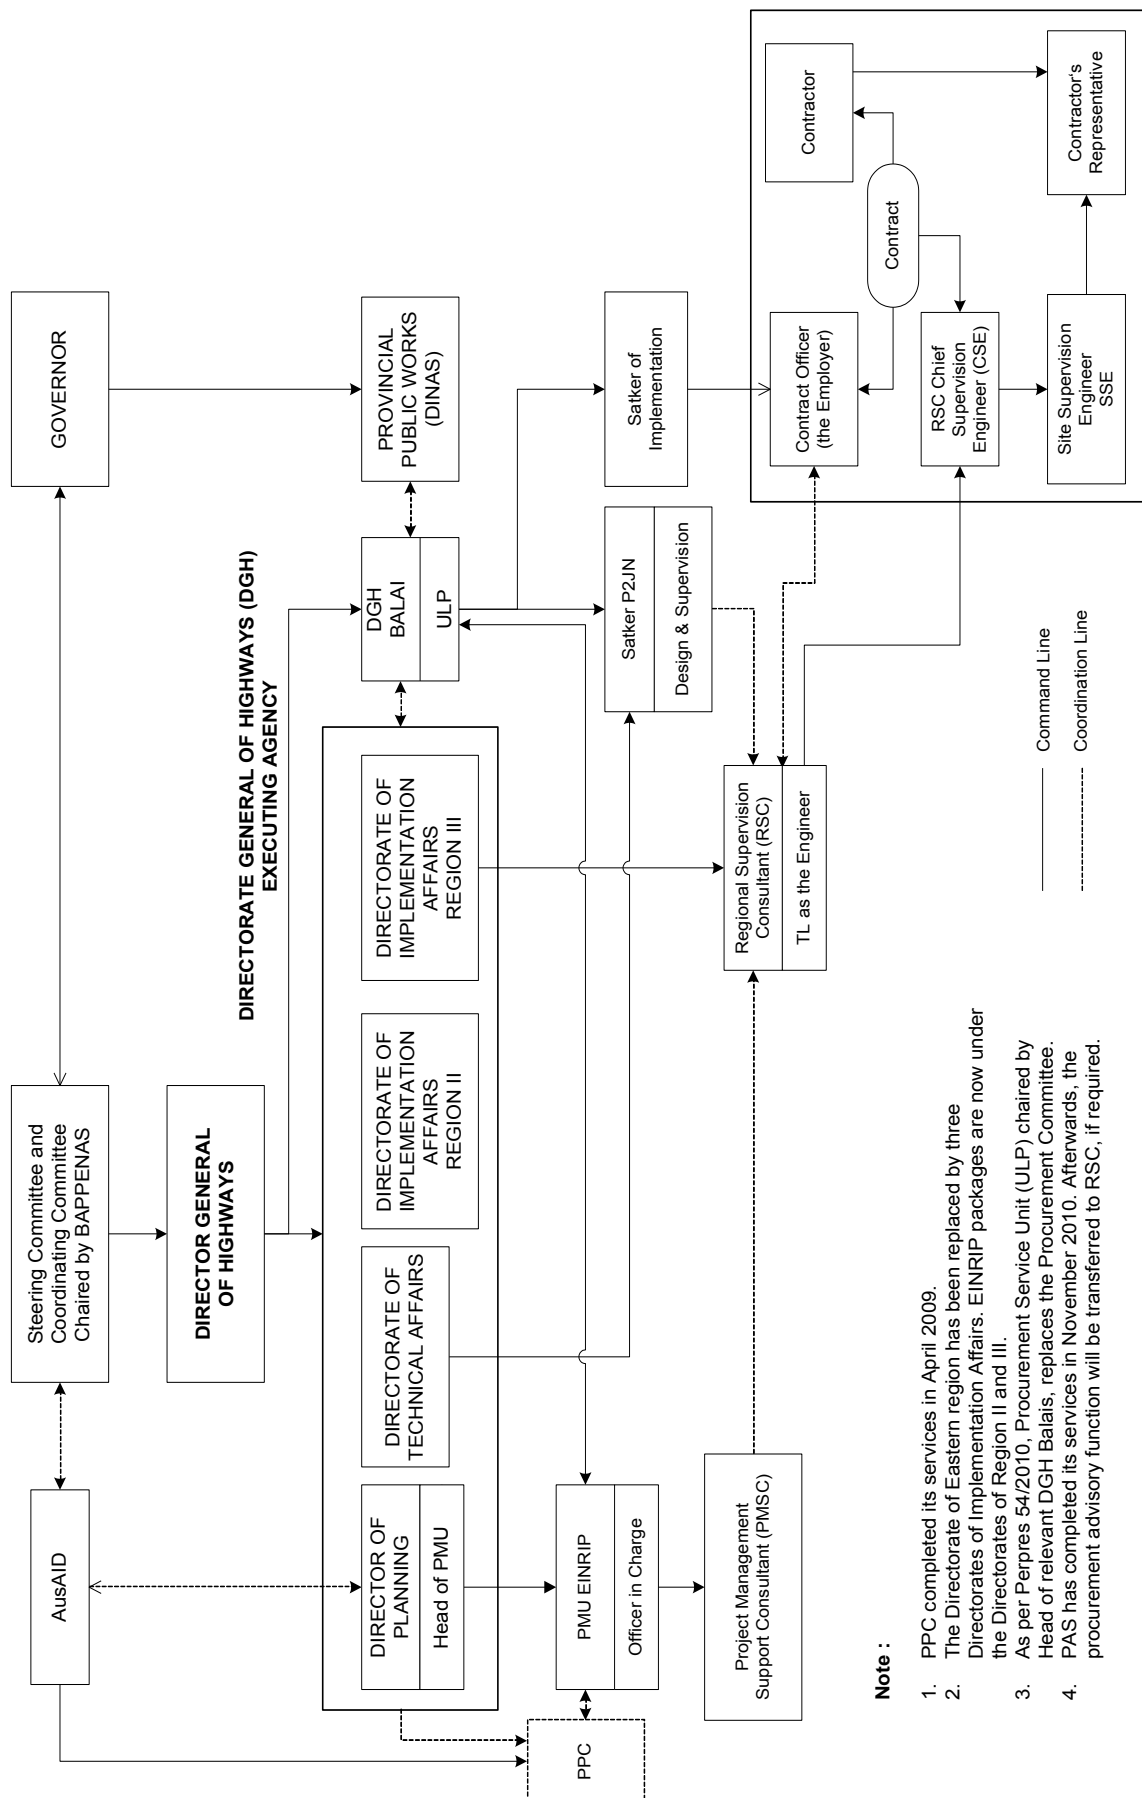 AusAID
Steering Committee and
Coordinating Committee
Chaired by BAPPENAS
GOVERNOR
DIRECTOR GENERAL
OF HIGHWAYS
DIRECTORATE GENERAL OF HIGHWAYS (DGH)
EXECUTING AGENCY
DIRECTOR OF
PLANNING
Head of PMU
DIRECTORATE OF
TECHNICAL AFFAIRS
DIRECTORATE OF
IMPLEMENTATION
AFFAIRS
REGION II
DIRECTORATE OF
IMPLEMENTATION
AFFAIRS
REGION III
DGH
BALAI
ULP
PROVINCIAL
PUBLIC WORKS
(DINAS)
PPC
PMU EINRIP
Officer in Charge
Satker P2JN
Design & Supervision
Satker of
Implementation
Project Management
Support Consultant (PMSC)
Regional Supervision
Consultant (RSC)
TL as the Engineer
Contract Officer
(the Employer)
Contractor
Contract
RSC Chief
Supervision
Engineer (CSE)
Site Supervision
Engineer
SSE
Contractor's
Representative
Note :
1. PPC completed its services in April 2009.
2. The Directorate of Eastern region has been replaced by three
Directorates of Implementation Affairs. EINRIP packages are now under
the Directorates of Region II and III.
3. As per Perpres 54/2010, Procurement Service Unit (ULP) chaired by
Head of relevant DGH Balais, replaces the Procurement Committee.
4. PAS has completed its services in November 2010. Afterwards, the
procurement advisory function will be transferred to RSC, if required.
Command Line
Coordination Line